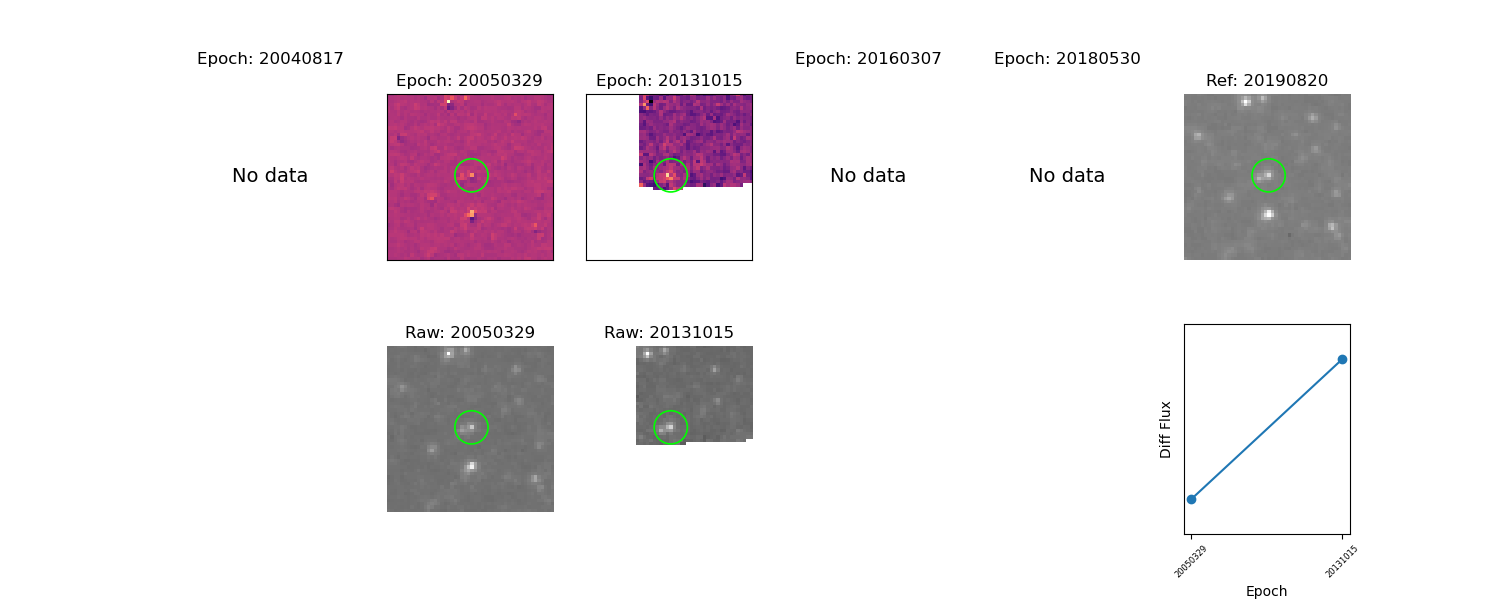 Epoch: 20040817
Epoch: 20050329
Epoch: 20131015
Epoch: 20160307
Epoch: 20180530
Ref: 20190820
No data
No data
No data
Raw: 20050329
Raw: 20131015
Diff Flux
20050329
20131015
Epoch